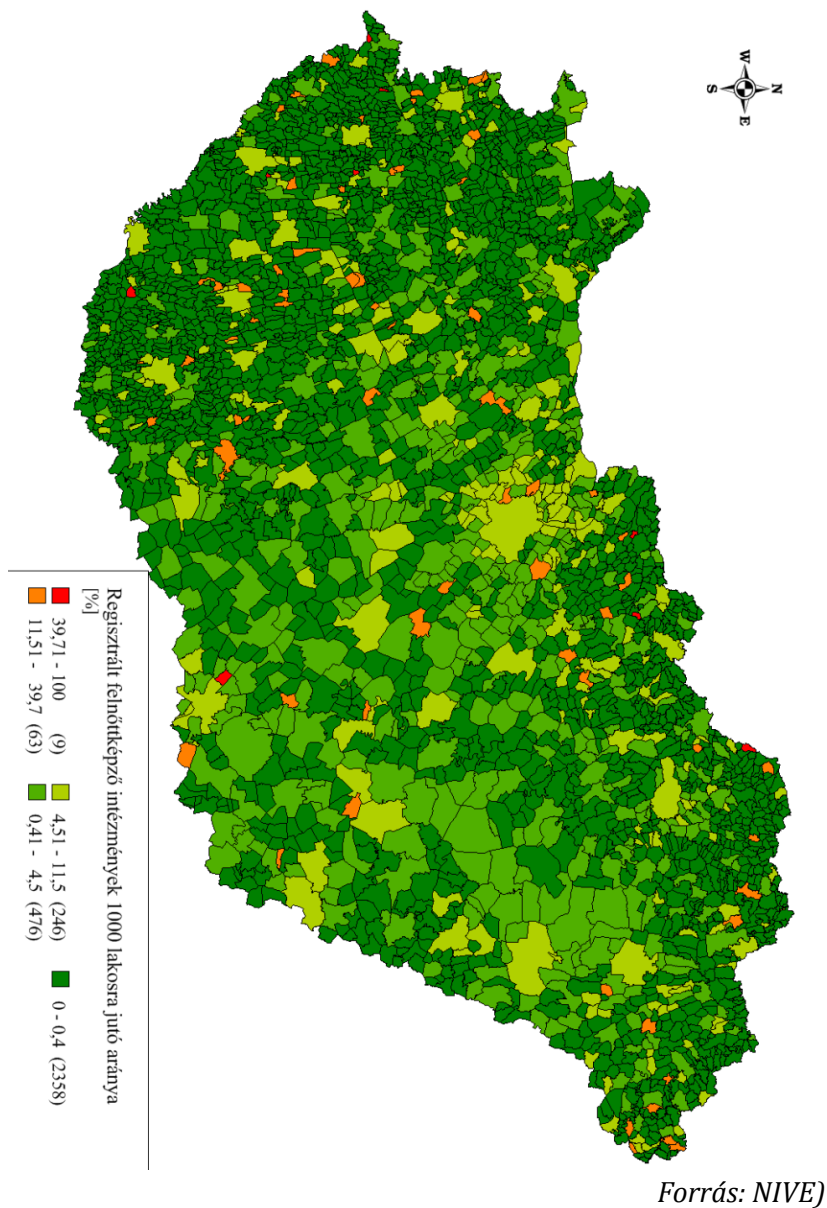 N
W
E
S
Regisztrált felnőttképző intézmények 1000 lakosra jutó aránya
[%]
39,71 - 100 (9)
11,51 - 39,7 (63)
4,51 - 11,5 (246)
0,41 - 4,5 (476)
0 - 0,4 (2358)
Forrás: NIVE)